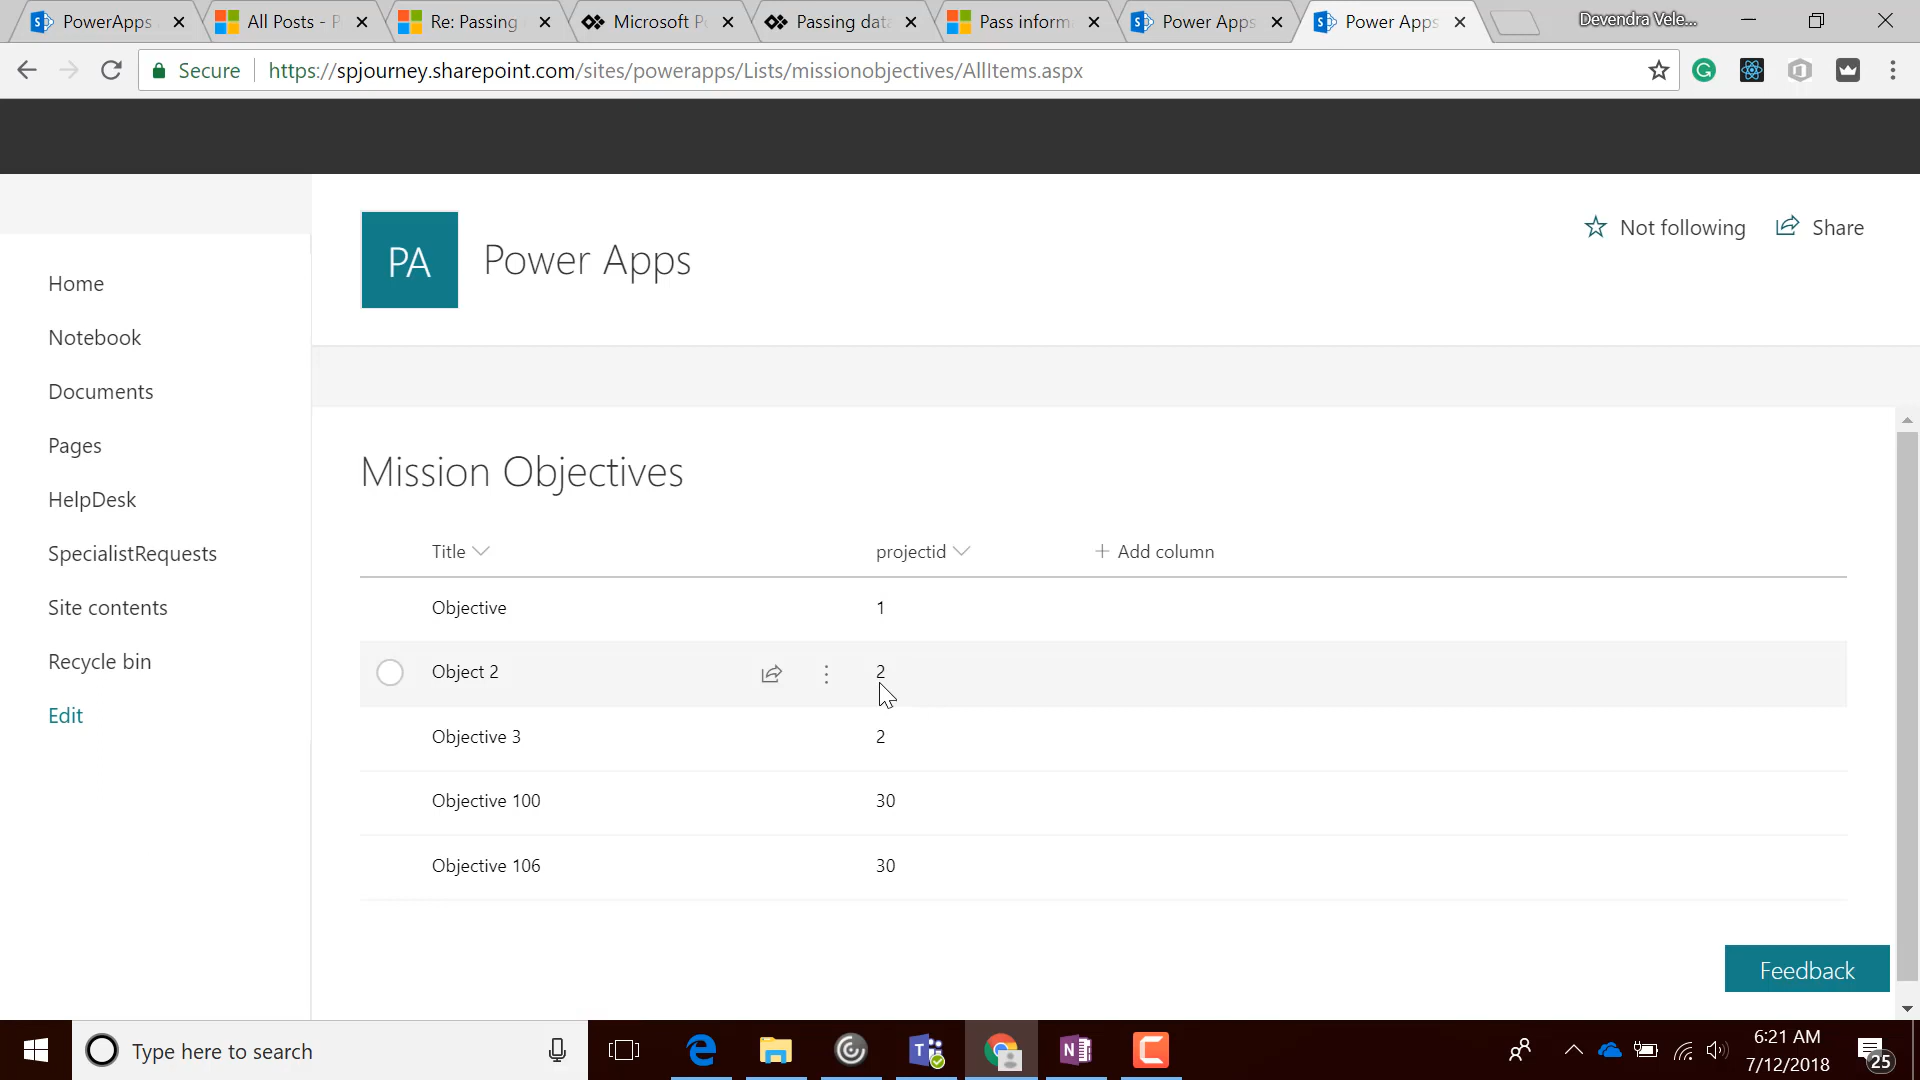 PowerApps
All Posts - P
Re: Passing
Microsoft Po
Passing data
Pass inform
Power Apps
Power Apps
Devendra Vele...
Secure
https://spjourney.sharepoint.com/sites/powerapps/Lists/missionobjectives/AllItems.aspx
PA
Power Apps
Not following
Share
Home
Notebook
Documents
Pages
HelpDesk
SpecialistRequests
Site contents
Recycle bin
Edit
Mission Objectives
Title projectid + Add column
Objective 1
Object 2 2
Objective 3 2
Objective 100 30
Objective 106 30
Feedback
Type here to search
6:21 AM
7/12/2018
25